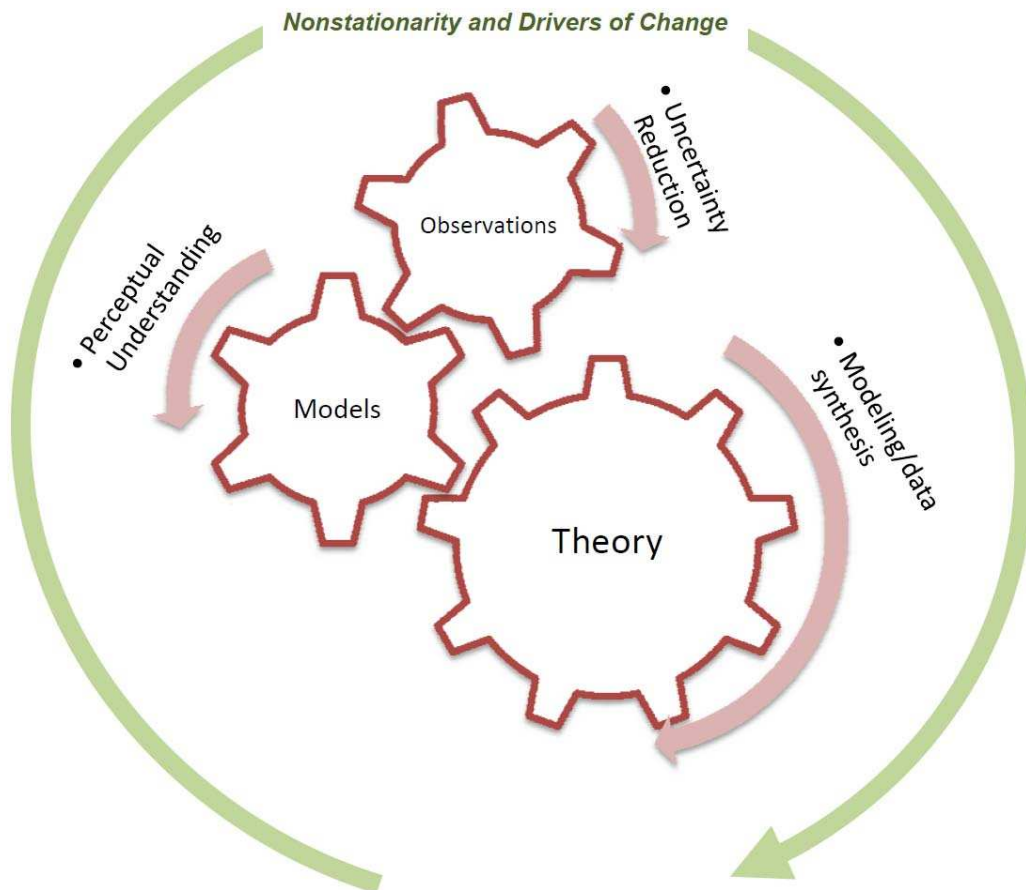 Nonstationarity and Drivers of Change
• Uncertainty
Reduction
Observations
• Perceptual
Understanding
Models
• Modeling/data
synthesis
Theory